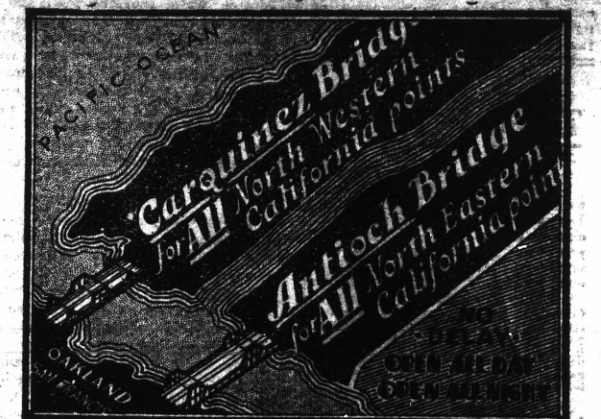 PACIFIC OCEAN
Carquinez Bridge
for All North Western
California points
Antioch Bridge
for All North Eastern
California point
OAKLAND
NO
DELAY
OPEN ALL DAY
OPEN ALL NIGHT